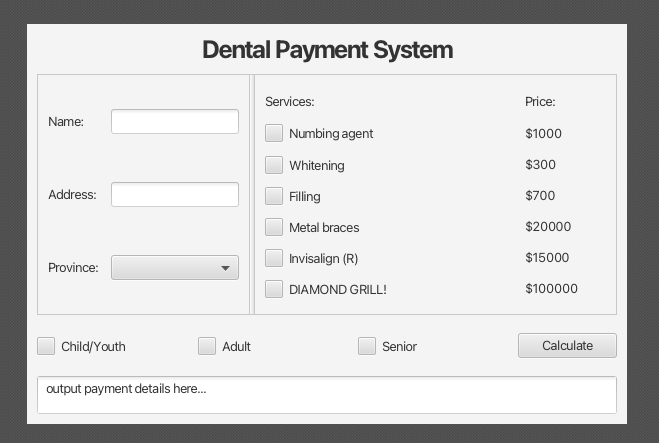 Dental Payment System
Name:
Address:
Province:
Services: Price:
Numbing agent $1000
Whitening $300
Filling $700
Metal braces $20000
Invisalign (R) $15000
DIAMOND GRILL! $100000
Child/Youth Adult Senior Calculate
output payment details here...